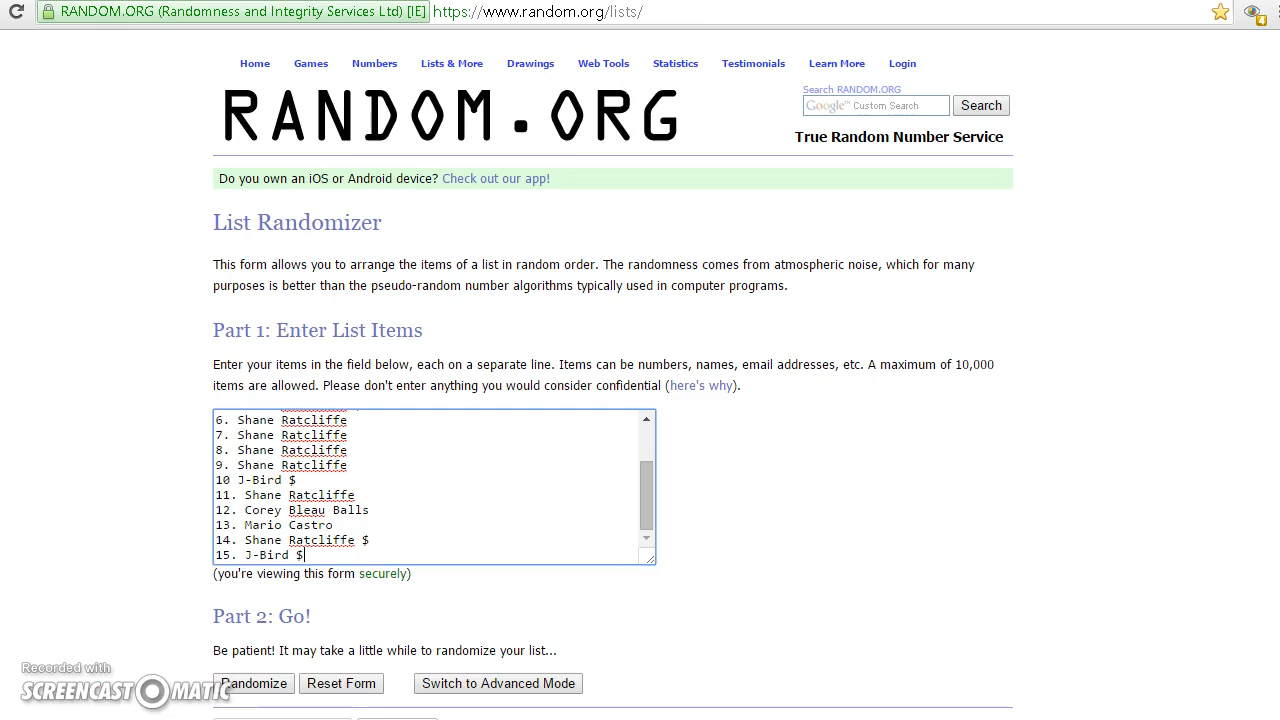 RANDOM.ORG (Randomness and Integrity Services Ltd) [IE] https://www.random.org/lists/
4
Home Games Numbers Lists & More Drawings Web Tools Statistics Testimonials Learn More Login
RANDOM.ORG
Search RANDOM.ORG
Google™ Custom Search Search
True Random Number Service
Do you own an iOS or Android device? Check out our app!
List Randomizer
This form allows you to arrange the items of a list in random order. The randomness comes from atmospheric noise, which for many
purposes is better than the pseudo-random number algorithms typically used in computer programs.
Part 1: Enter List Items
Enter your items in the field below, each on a separate line. Items can be numbers, names, email addresses, etc. A maximum of 10,000
items are allowed. Please don't enter anything you would consider confidential (here's why).
6. Shane Ratcliffe
7. Shane Ratcliffe
8. Shane Ratcliffe
9. Shane Ratcliffe
10 J-Bird $
11. Shane Ratcliffe
12. Corey Bleau Balls
13. Mario Castro
14. Shane Ratcliffe $
15. J-Bird $
(you're viewing this form securely)
Part 2: Go!
Be patient! It may take a little while to randomize your list...
Randomize Reset Form Switch to Advanced Mode
Recorded with
SCREENCAST-O-MATIC